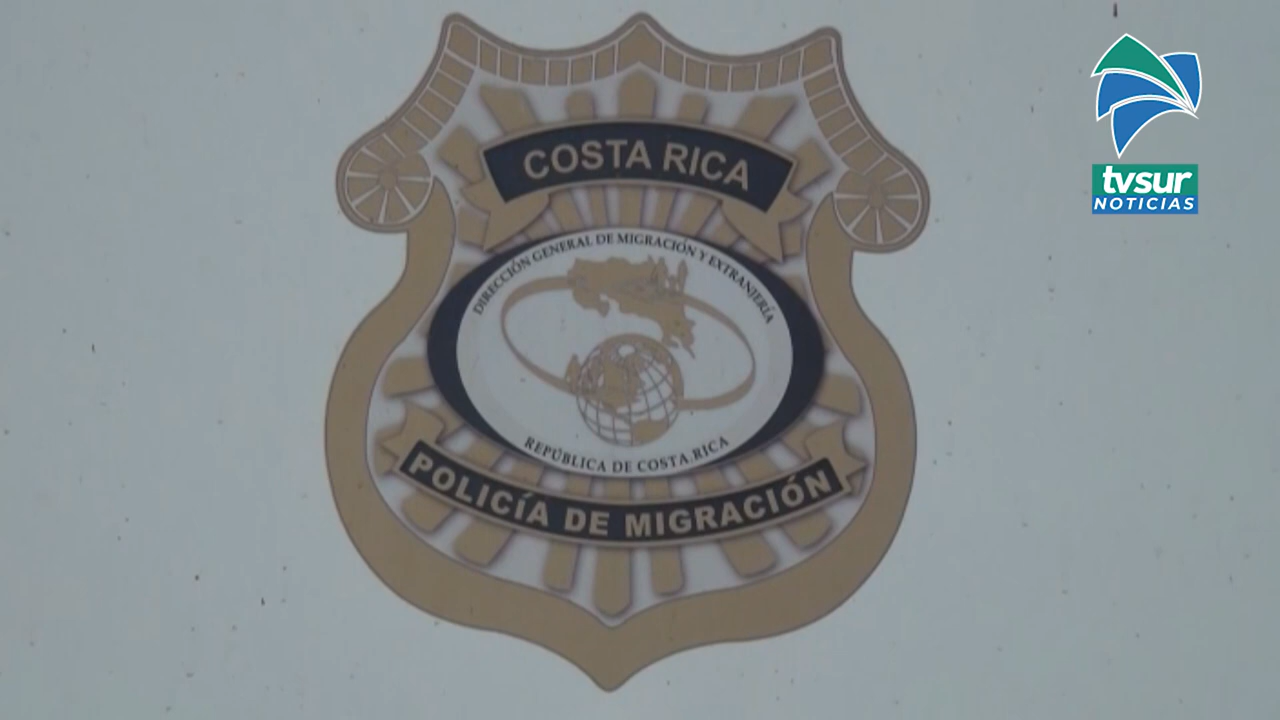 COSTA RICA
DIRECCIÓN GENERAL DE MIGRACIÓN Y EXTRANJERÍA
REPÚBLICA DE COSTA RICA
POLICÍA DE MIGRACIÓN
tvsur
NOTICIAS